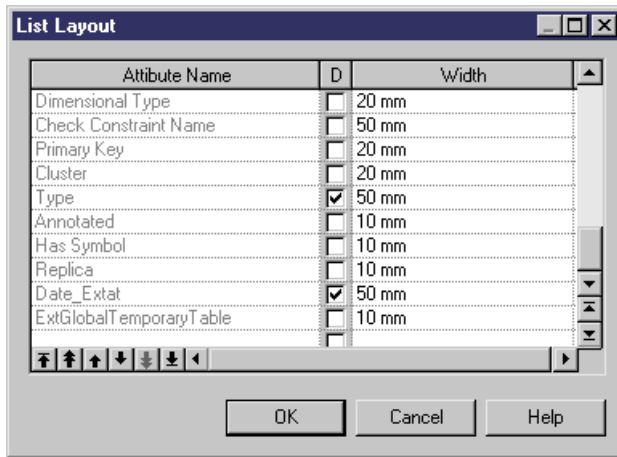 List Layout
Attibute Name D Width
Dimensional Type 20 mm
Check Constraint Name 50 mm
Primary Key 20 mm
Cluster 20 mm
Type 50 mm
Annotated 10 mm
Has Symbol 10 mm
Replica 10 mm
Date_Extat 50 mm
ExtGlobalTemporaryTable 10 mm
OK Cancel Help